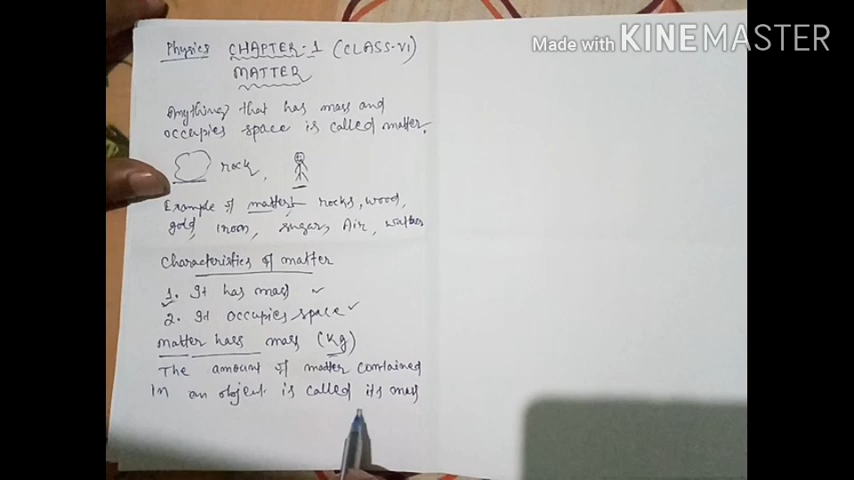 Made with KINEMASTER
Physics CHAPTER-1 (CLASS-VI)
MATTER
Anything that has mass and
occupies space is called matter.
rock,
Example of matter- rocks, wood,
gold, iron, sugar, Air, water
Characteristics of matter
1. It has mass ✓
2. It occupies space ✓
matter hass mass (Kg)
The amount of matter contained
in an object is called its mass